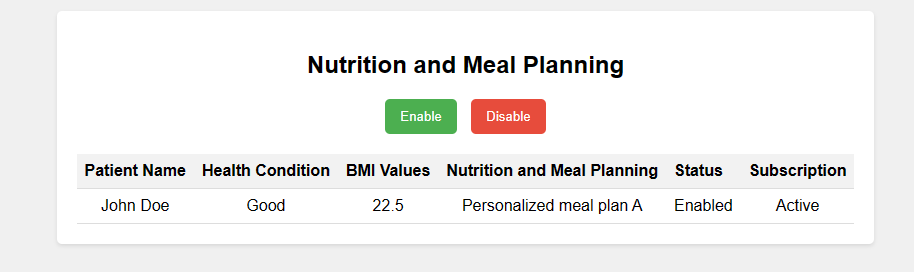 Nutrition and Meal Planning
Enable Disable
Patient Name Health Condition BMI Values Nutrition and Meal Planning Status Subscription
John Doe Good 22.5 Personalized meal plan A Enabled Active